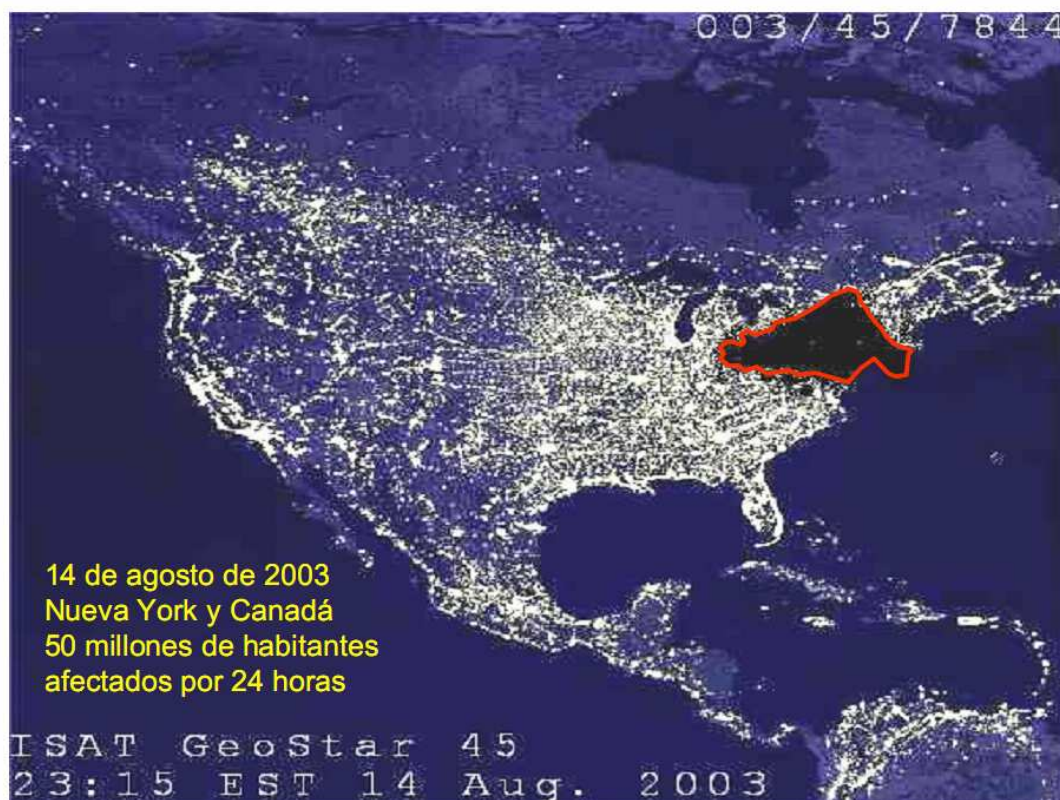 003/45/7844
14 de agosto de 2003
Nueva York y Canadá
50 millones de habitantes
afectados por 24 horas
ISAT GeoStar 45
23:15 EST 14 Aug. 2003